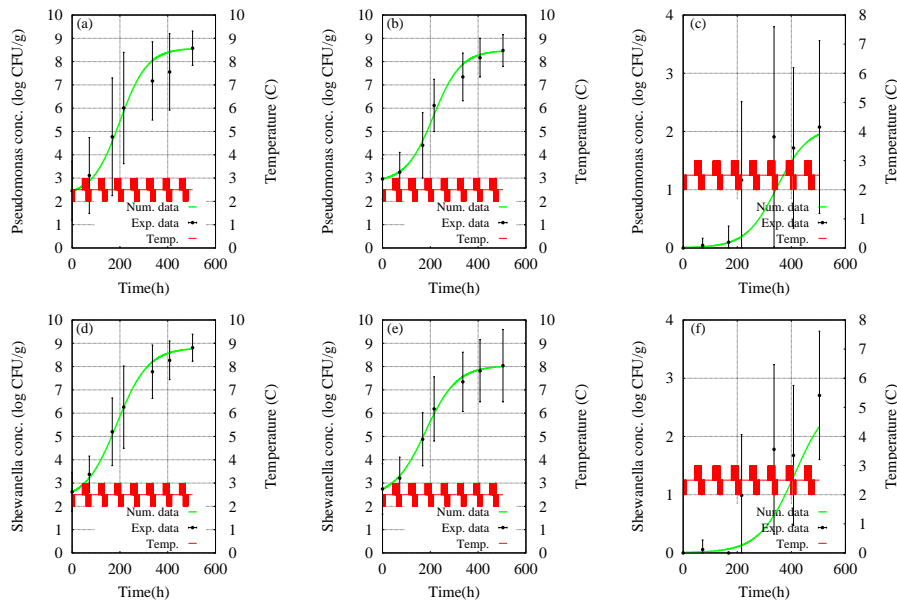 (a)
Pseudomonas conc. (log CFU/g)
Temperature (C)
10
9
8
7
6
5
4
3
2
1
0
10
9
8
7
6
5
4
3
2
1
0
Num. data
Exp. data
Temp.
0 200 400 600
Time(h)
(b)
Pseudomonas conc. (log CFU/g)
Temperature (C)
10
9
8
7
6
5
4
3
2
1
0
10
9
8
7
6
5
4
3
2
1
0
Num. data
Exp. data
Temp.
0 200 400 600
Time(h)
(c)
Pseudomonas conc. (log CFU/g)
Temperature (C)
4
3
2
1
0
8
7
6
5
4
3
2
1
0
Num. data
Exp. data
Temp.
0 200 400 600
Time(h)
(d)
Shewanella conc. (log CFU/g)
Temperature (C)
10
9
8
7
6
5
4
3
2
1
0
10
9
8
7
6
5
4
3
2
1
0
Num. data
Exp. data
Temp.
0 200 400 600
Time(h)
(e)
Shewanella conc. (log CFU/g)
Temperature (C)
10
9
8
7
6
5
4
3
2
1
0
10
9
8
7
6
5
4
3
2
1
0
Num. data
Exp. data
Temp.
0 200 400 600
Time(h)
(f)
Shewanella conc. (log CFU/g)
Temperature (C)
4
3
2
1
0
8
7
6
5
4
3
2
1
0
Num. data
Exp. data
Temp.
0 200 400 600
Time(h)